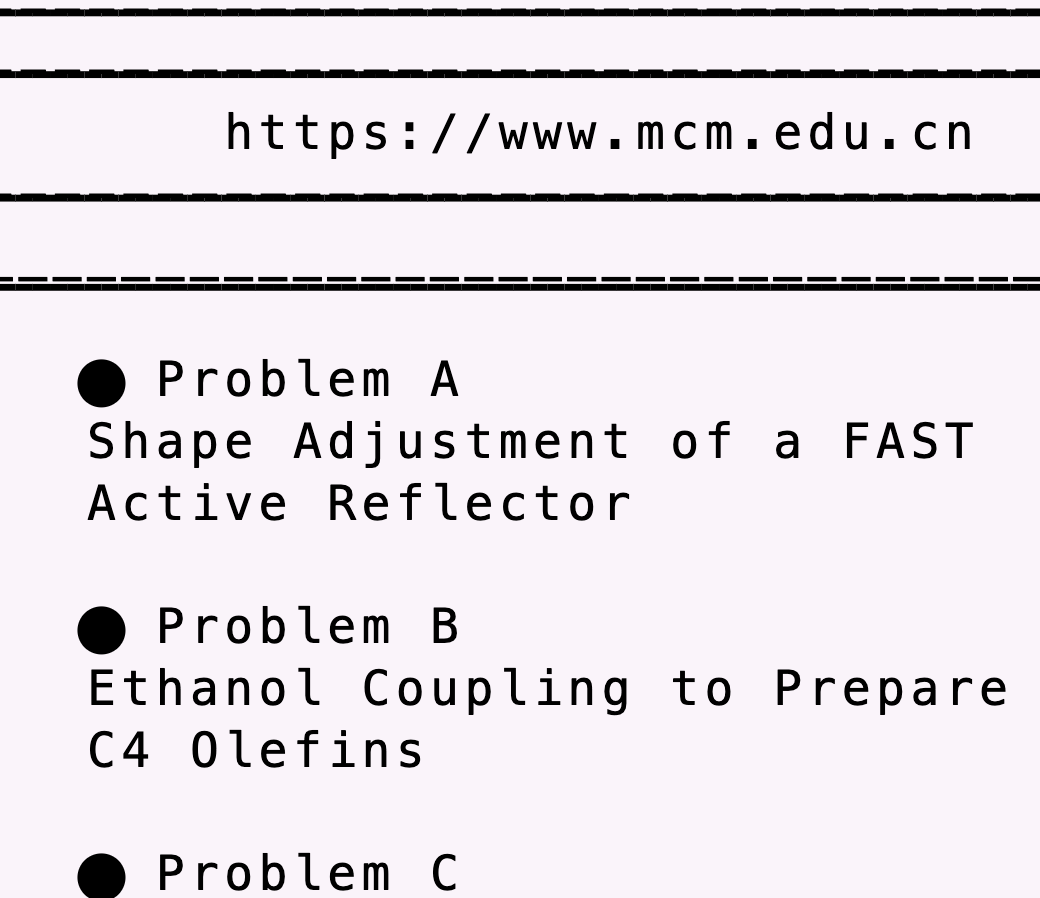 https://www.mcm.edu.cn
● Problem A
Shape Adjustment of a FAST
Active Reflector
● Problem B
Ethanol Coupling to Prepare
C4 Olefins
● Problem C